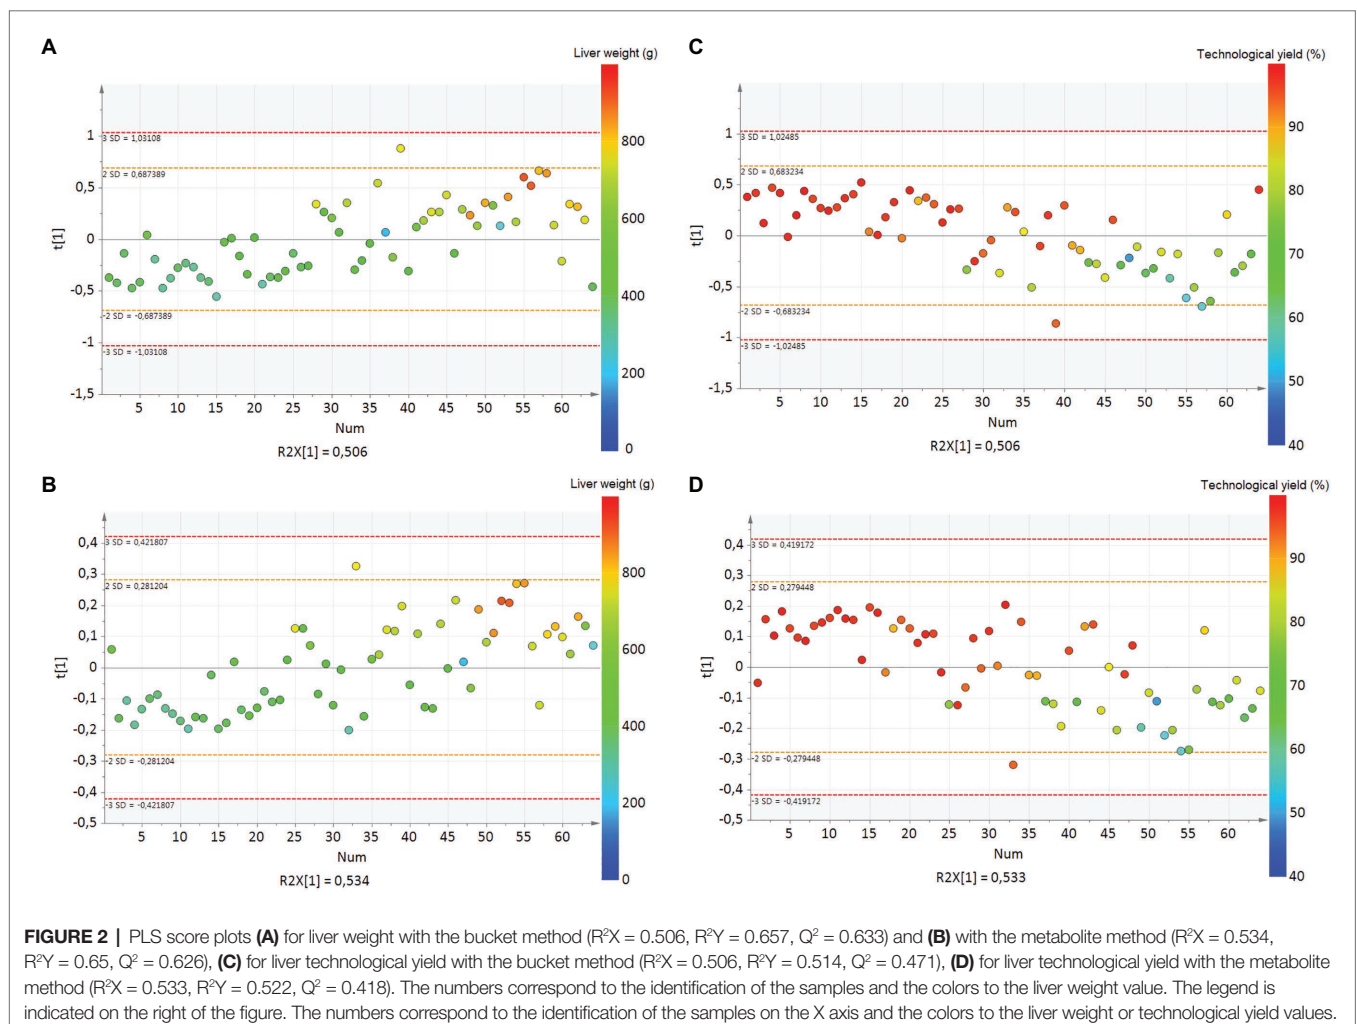 A
Liver weight (g)
1
0,5
0
-0,5
-1
-1,5
t[1]
3 SD = 1,03108
2 SD = 0,687389
-2 SD = -0,687389
-3 SD = -1,03108
5 10 15 20 25 30 35 40 45 50 55 60
Num
R2X[1] = 0,506
800
600
400
200
0
C
Technological yield (%)
1
0,5
0
-0,5
-1
-1,5
t[1]
3 SD = 1,02485
2 SD = 0,683234
-2 SD = -0,683234
-3 SD = -1,02485
5 10 15 20 25 30 35 40 45 50 55 60
Num
R2X[1] = 0,506
90
80
70
60
50
40
B
Liver weight (g)
0,4
0,3
0,2
0,1
0
-0,1
-0,2
-0,3
-0,4
-0,5
t[1]
3 SD = 0,421807
2 SD = 0,281204
-2 SD = -0,281204
-3 SD = -0,421807
5 10 15 20 25 30 35 40 45 50 55 60
Num
R2X[1] = 0,534
800
600
400
200
0
D
Technological yield (%)
0,4
0,3
0,2
0,1
0
-0,1
-0,2
-0,3
0,4
-0,5
t[1]
3 SD = 0,419172
2 SD = 0,279448
-2 SD = -0,279448
-3 SD = -0,419172
5 10 15 20 25 30 35 40 45 50 55 60
Num
R2X[1] = 0,533
90
80
70
60
50
40
FIGURE 2 | PLS score plots (A) for liver weight with the bucket method (R²X = 0.506, R²Y = 0.657, Q² = 0.633) and (B) with the metabolite method (R²X = 0.534,
R²Y = 0.65, Q² = 0.626), (C) for liver technological yield with the bucket method (R²X = 0.506, R²Y = 0.514, Q² = 0.471), (D) for liver technological yield with the metabolite
method (R²X = 0.533, R²Y = 0.522, Q² = 0.418). The numbers correspond to the identification of the samples and the colors to the liver weight value. The legend is
indicated on the right of the figure. The numbers correspond to the identification of the samples on the X axis and the colors to the liver weight or technological yield values.